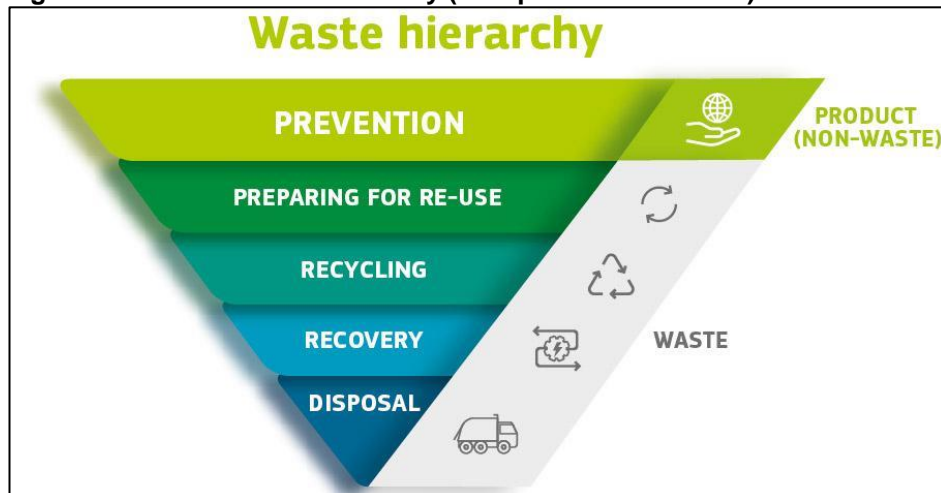 Waste hierarchy
PREVENTION
PRODUCT
(NON-WASTE)
PREPARING FOR RE-USE
RECYCLING
RECOVERY
WASTE
DISPOSAL